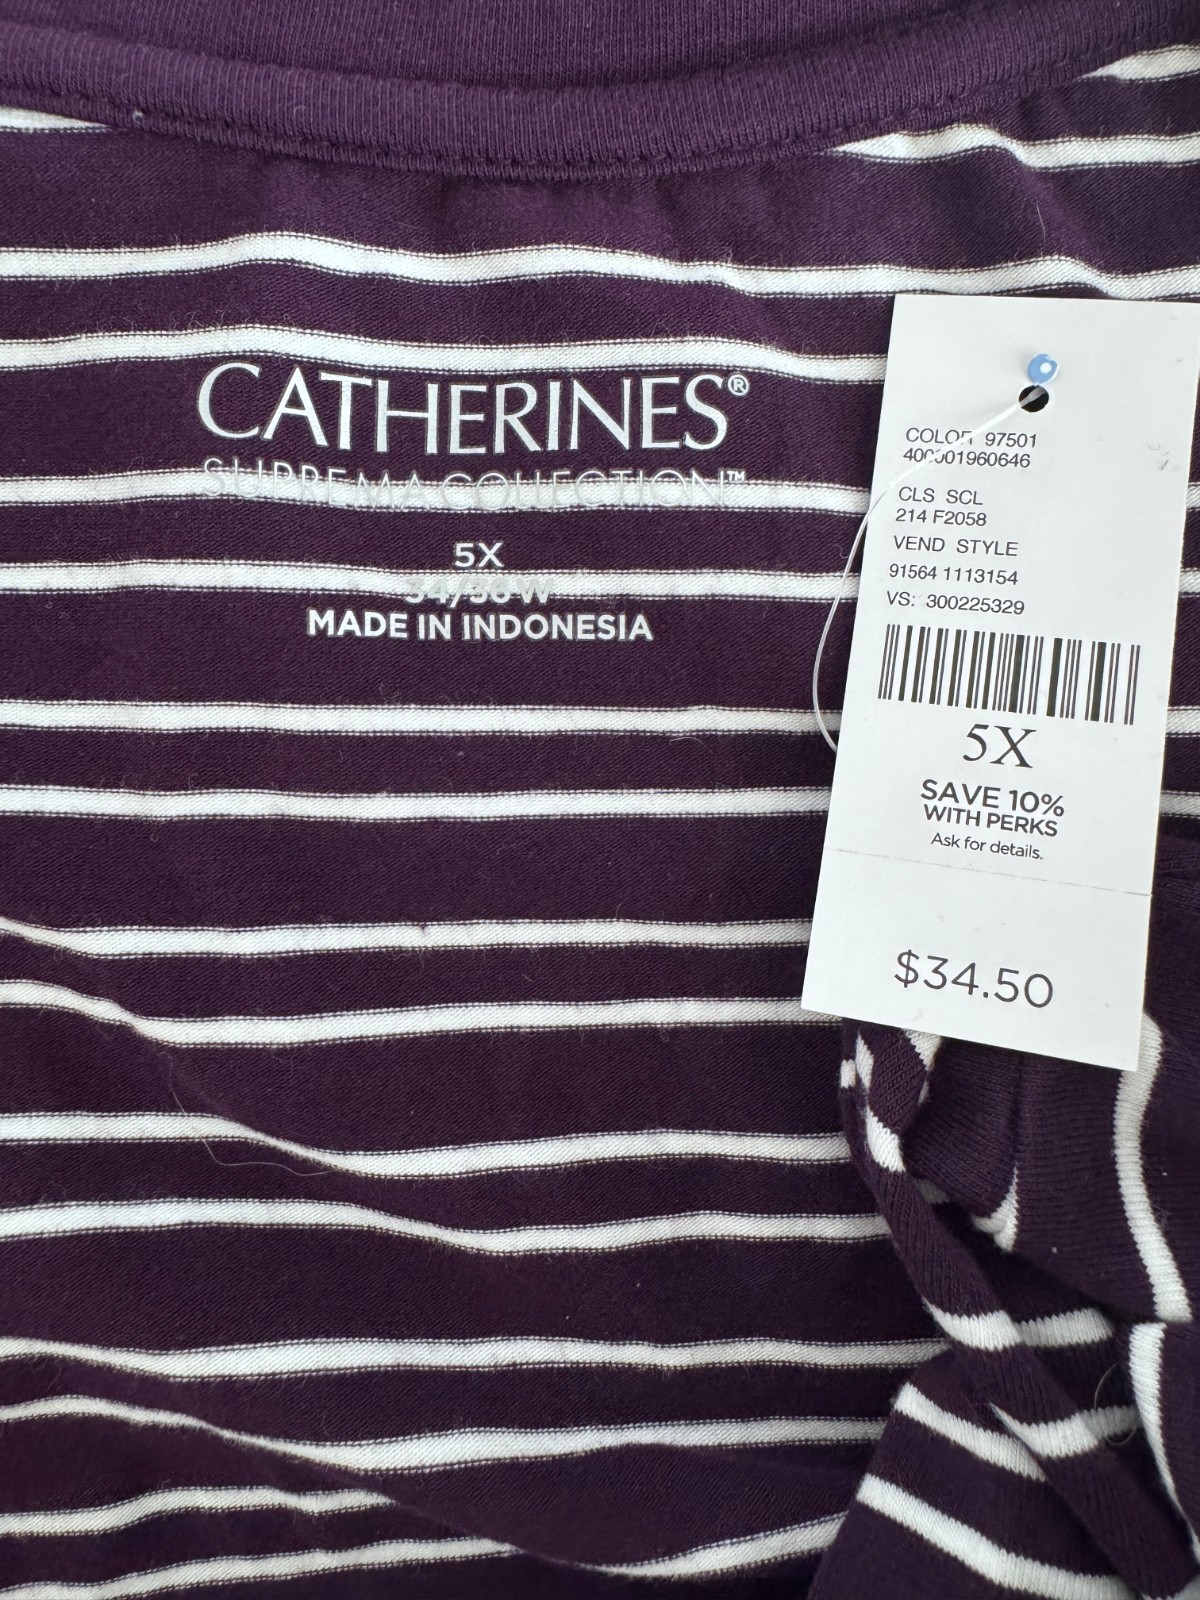 CATHERINES®
SUPREMA COLLECTION™
5X
34/36W
MADE IN INDONESIA
COLOR 97501
400001960646
CLS SCL
214 F2058
VEND STYLE
91564 1113154
VS: 300225329
5X
SAVE 10%
WITH PERKS
Ask for details.
$34.50